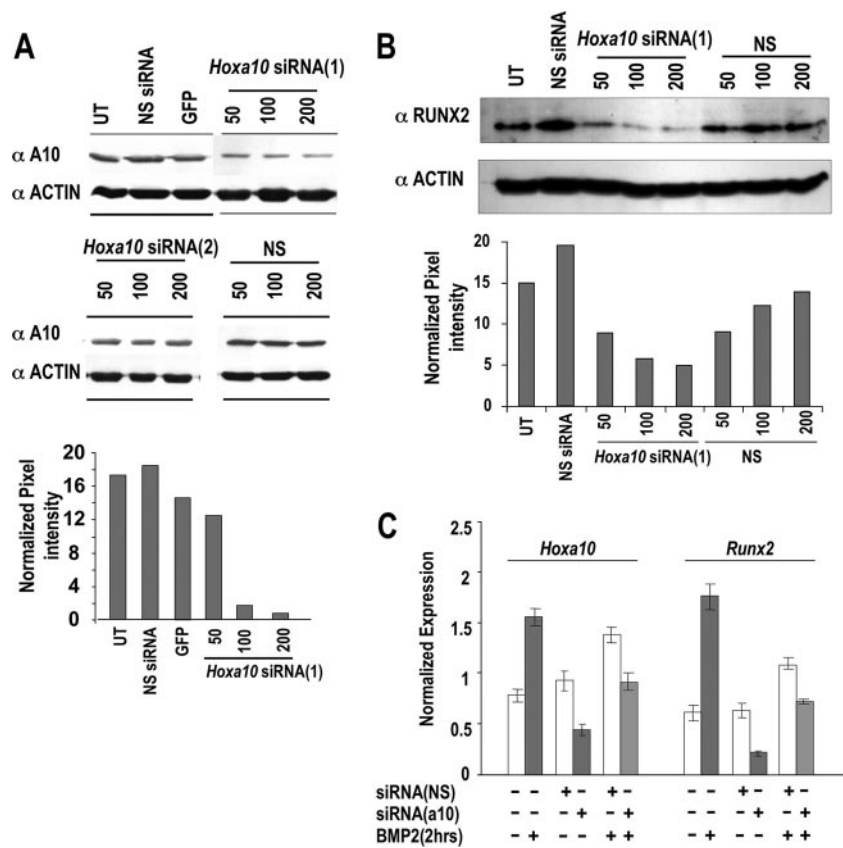 A
Hoxa10 siRNA(1)
UT NS siRNA GFP 50 100 200
α A10
α ACTIN
Hoxa10 siRNA(2) NS
50 100 200 50 100 200
α A10
α ACTIN
Normalized Pixel intensity
20
16
12
8
4
0
UT NS siRNA GFP 50 100 200
Hoxa10 siRNA(1)
B
Hoxa10 siRNA(1) NS
UT NS siRNA 50 100 200 50 100 200
α RUNX2
α ACTIN
Normalized Pixel intensity
20
15
10
5
0
UT NS siRNA 50 100 200 50 100 200
Hoxa10 siRNA(1) NS
C
Normalized Expression
2.5
2
1.5
1
0.5
0
Hoxa10 Runx2
siRNA(NS) - - + - + - - - + - + -
siRNA(a10) - - - + - + - - - + - +
BMP2(2hrs) - + - - + + - + - - + +